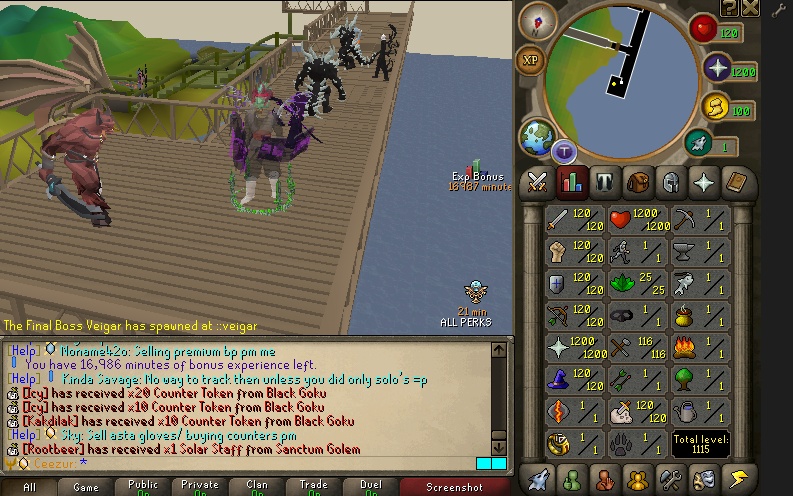 XP
120
1200
100
1
T
Exp Bonus
16987 minute
21 min
ALL PERKS
The Final Boss Veigar has spawned at ::veigar
[Help] Noname420: Selling premium bp pm me
You have 16,986 minutes of bonus experience left.
[Help] Kinda Savage: No way to track then unless you did only solo's =p
[Icy] has received x20 Counter Token from Black Goku
[Icy] has received x10 Counter Token from Black Goku
[Kakdilak] has received x10 Counter Token from Black Goku
[Help] Sky: Sell asta gloves/ buying counters pm
[Rootbeer] has received x1 Solar Staff from Sanctum Golem
Ceezur *
All Game Public On Private On Clan On Trade On Duel On Screenshot
120/120 1200/1200 1/1
120/120 1/1 1/1
120/120 25/25 1/1
120/120 1/1 1/1
1200/1200 116/116 1/1
120/120 1/1 1/1
1/1 120/120 1/1
1/1 1/1 Total level: 1115